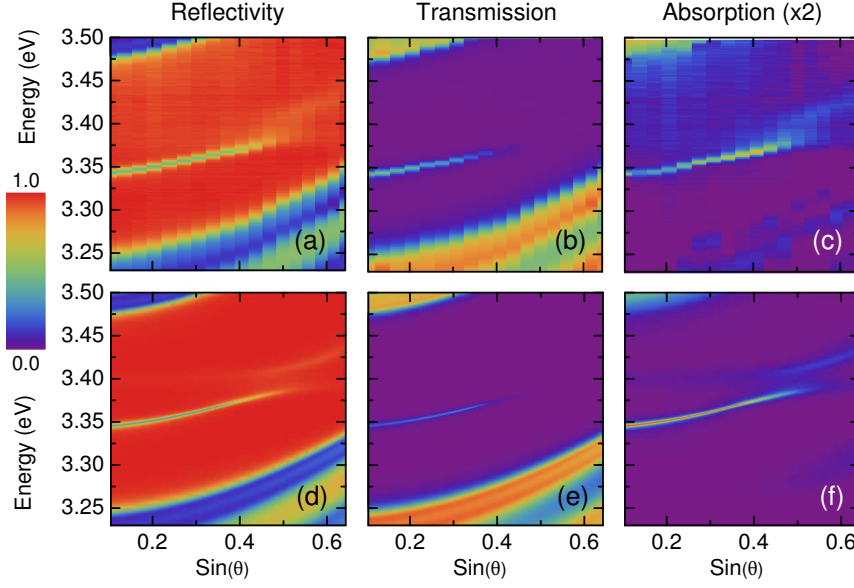 Reflectivity Transmission Absorption (x2)
3.50
3.45
3.40
3.35
3.30
3.25
Energy (eV)
(a) (b) (c)
1.0
0.0
3.50
3.45
3.40
3.35
3.30
3.25
Energy (eV)
(d) (e) (f)
0.2 0.4 0.6 0.2 0.4 0.6 0.2 0.4 0.6
Sin(θ) Sin(θ) Sin(θ)